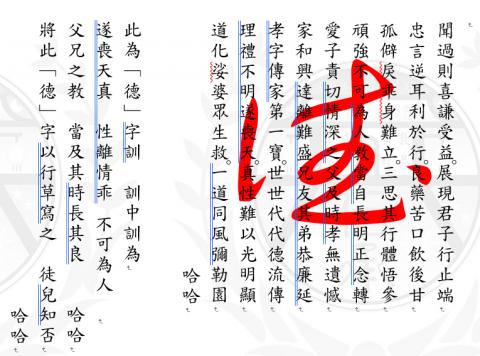 聞過則喜謙受益。展現君子行止端
忠言逆耳利於行。良藥苦口飲後甘
孤僻戾乖身難立。三思其行體悟參
頑強不可為人教當自長明正念轉
愛子責切情深之父及時孝無遺憾
家和興達離難盛兄友其弟恭廉延
孝字傳家第一寶。世世代代德流傳
理禮不明遂喪天。真性難以光明顯
道化娑婆眾生救。一道同風彌勒園
哈哈
德
此為「德」字訓 訓中訓為
遂喪天真 性離情乖 不可為人
父兄之教 當及其時長其良 哈哈
將此「德」字以行草寫之 徒兒知否
哈哈